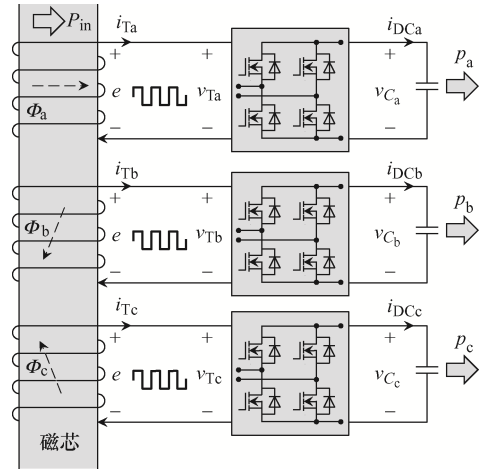 P_in i_Ta i_DCa p_a
+ + +
Φ_a e v_Ta v_Ca
− − −
i_Tb i_DCb p_b
+ + +
Φ_b e v_Tb v_Cb
− − −
i_Tc i_DCc p_c
+ + +
Φ_c e v_Tc v_Cc
− − −
磁芯